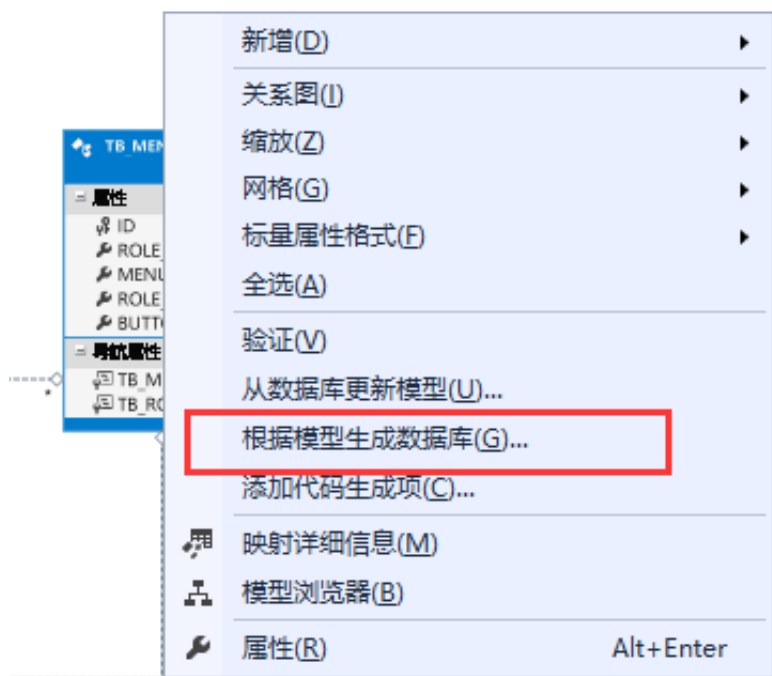 新增(D)
关系图(I)
缩放(Z)
网格(G)
标量属性格式(F)
全选(A)
验证(V)
从数据库更新模型(U)...
根据模型生成数据库(G)...
添加代码生成项(C)...
映射详细信息(M)
模型浏览器(B)
属性(R) Alt+Enter
TB_MEN
属性
ID
ROLE_
MENU
ROLE_
BUTT
导航属性
TB_M
TB_RO